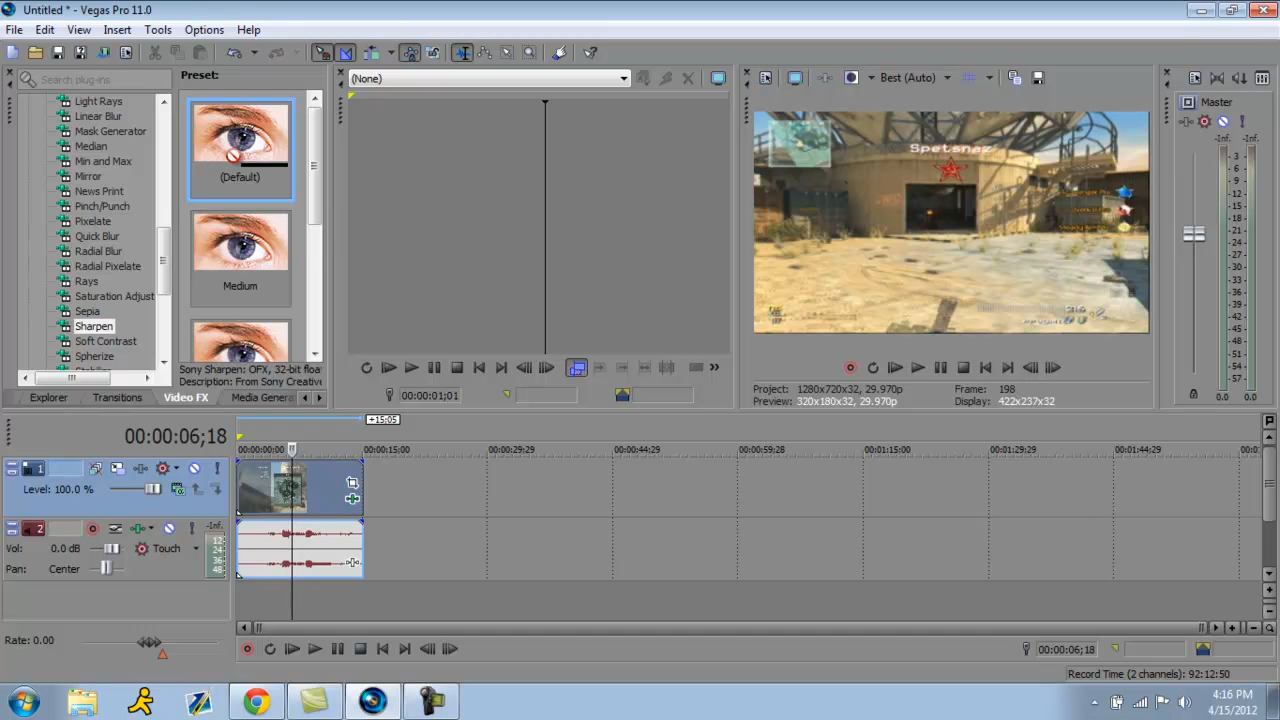 Untitled * - Vegas Pro 11.0
File Edit View Insert Tools Options Help
Search plug-ins
Light Rays
Linear Blur
Mask Generator
Median
Min and Max
Mirror
News Print
Pinch/Punch
Pixelate
Quick Blur
Radial Blur
Radial Pixelate
Rays
Saturation Adjust
Sepia
Sharpen
Soft Contrast
Spherize
Preset:
(Default)
Medium
Sony Sharpen: OFX, 32-bit float
Description: From Sony Creative
Explorer Transitions Video FX Media Genera
(None)
00:00:01;01
Best (Auto)
Spetsnaz
Project: 1280x720x32, 29.970p Frame: 198
Preview: 320x180x32, 29.970p Display: 422x237x32
Master
-Inf. -Inf.
3
6
9
12
15
18
21
24
27
30
33
36
39
42
45
48
51
54
57
0.0 0.0
+15;05
00:00:06;18
00:00:00;00 00:00:15;00 00:00:29;29 00:00:44;29 00:00:59;28 00:01:15;00 00:01:29;29 00:01:44;29 00:0
1
Level: 100.0 %
2
-Inf.
Vol: 0.0 dB Touch
Pan: Center
12
24
36
48
Rate: 0.00
00:00:06;18
Record Time (2 channels): 92:12:50
4:16 PM
4/15/2012